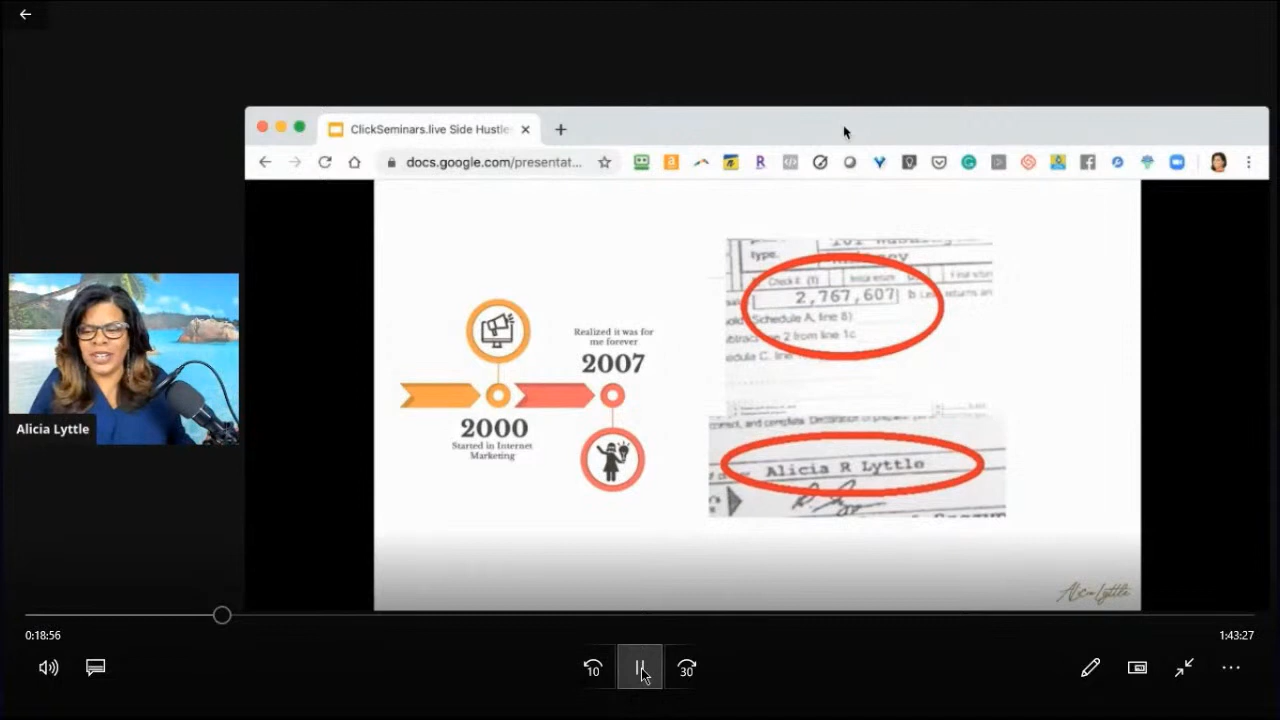 ClickSeminars.live Side Hustle
docs.google.com/presentat...
type.
2,767,607
Schedule A, line 8)
2 from line 1c
Realized it was for
me forever
2007
2000
Started in Internet
Marketing
Alicia R Lyttle
Alicia Lyttle
Alicia Lyttle
0:18:56
1:43:27
10
30